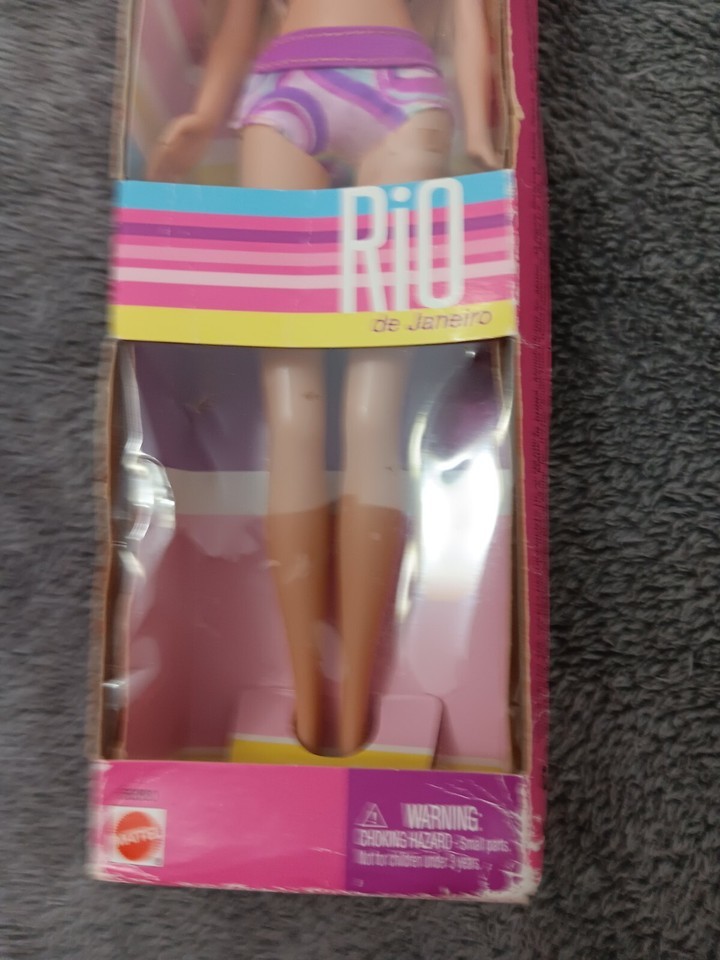 RiO
de Janeiro
MATTEL
WARNING:
CHOKING HAZARD - Small parts.
Not for children under 3 years.